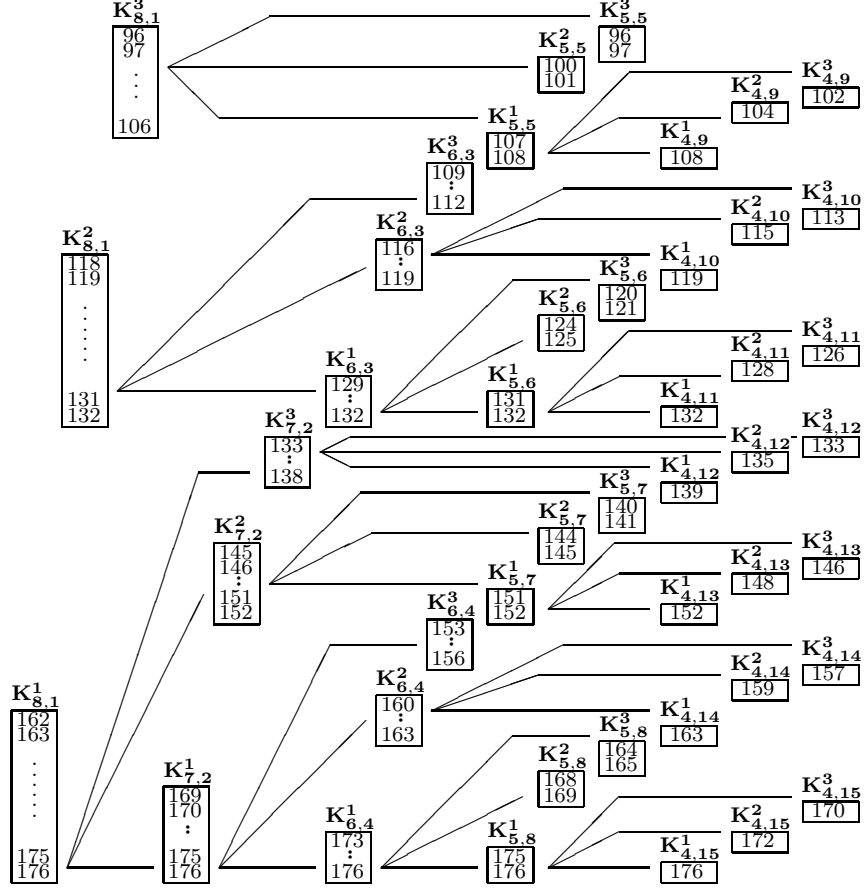 K^3_{8,1}
96
97
.
.
.
106
K^3_{5,5}
96
97
K^2_{5,5}
100
101
K^1_{5,5}
107
108
K^3_{4,9}
102
K^2_{4,9}
104
K^1_{4,9}
108
K^2_{8,1}
118
119
.
.
.
.
.
.
131
132
K^3_{6,3}
109
⋮
112
K^2_{6,3}
116
⋮
119
K^3_{4,10}
113
K^2_{4,10}
115
K^1_{4,10}
119
K^1_{6,3}
129
⋮
132
K^3_{5,6}
120
121
K^2_{5,6}
124
125
K^1_{5,6}
131
132
K^3_{4,11}
126
K^2_{4,11}
128
K^1_{4,11}
132
K^3_{7,2}
133
⋮
138
K^3_{4,12}
133
K^2_{4,12}
135
K^1_{4,12}
139
K^2_{7,2}
145
146
⋮
151
152
K^3_{5,7}
140
141
K^2_{5,7}
144
145
K^1_{5,7}
151
152
K^3_{4,13}
146
K^2_{4,13}
148
K^1_{4,13}
152
K^1_{8,1}
162
163
.
.
.
.
.
.
175
176
K^1_{7,2}
169
170
⋮
175
176
K^3_{6,4}
153
⋮
156
K^2_{6,4}
160
⋮
163
K^3_{4,14}
157
K^2_{4,14}
159
K^1_{4,14}
163
K^1_{6,4}
173
⋮
176
K^3_{5,8}
164
165
K^2_{5,8}
168
169
K^1_{5,8}
175
176
K^3_{4,15}
170
K^2_{4,15}
172
K^1_{4,15}
176